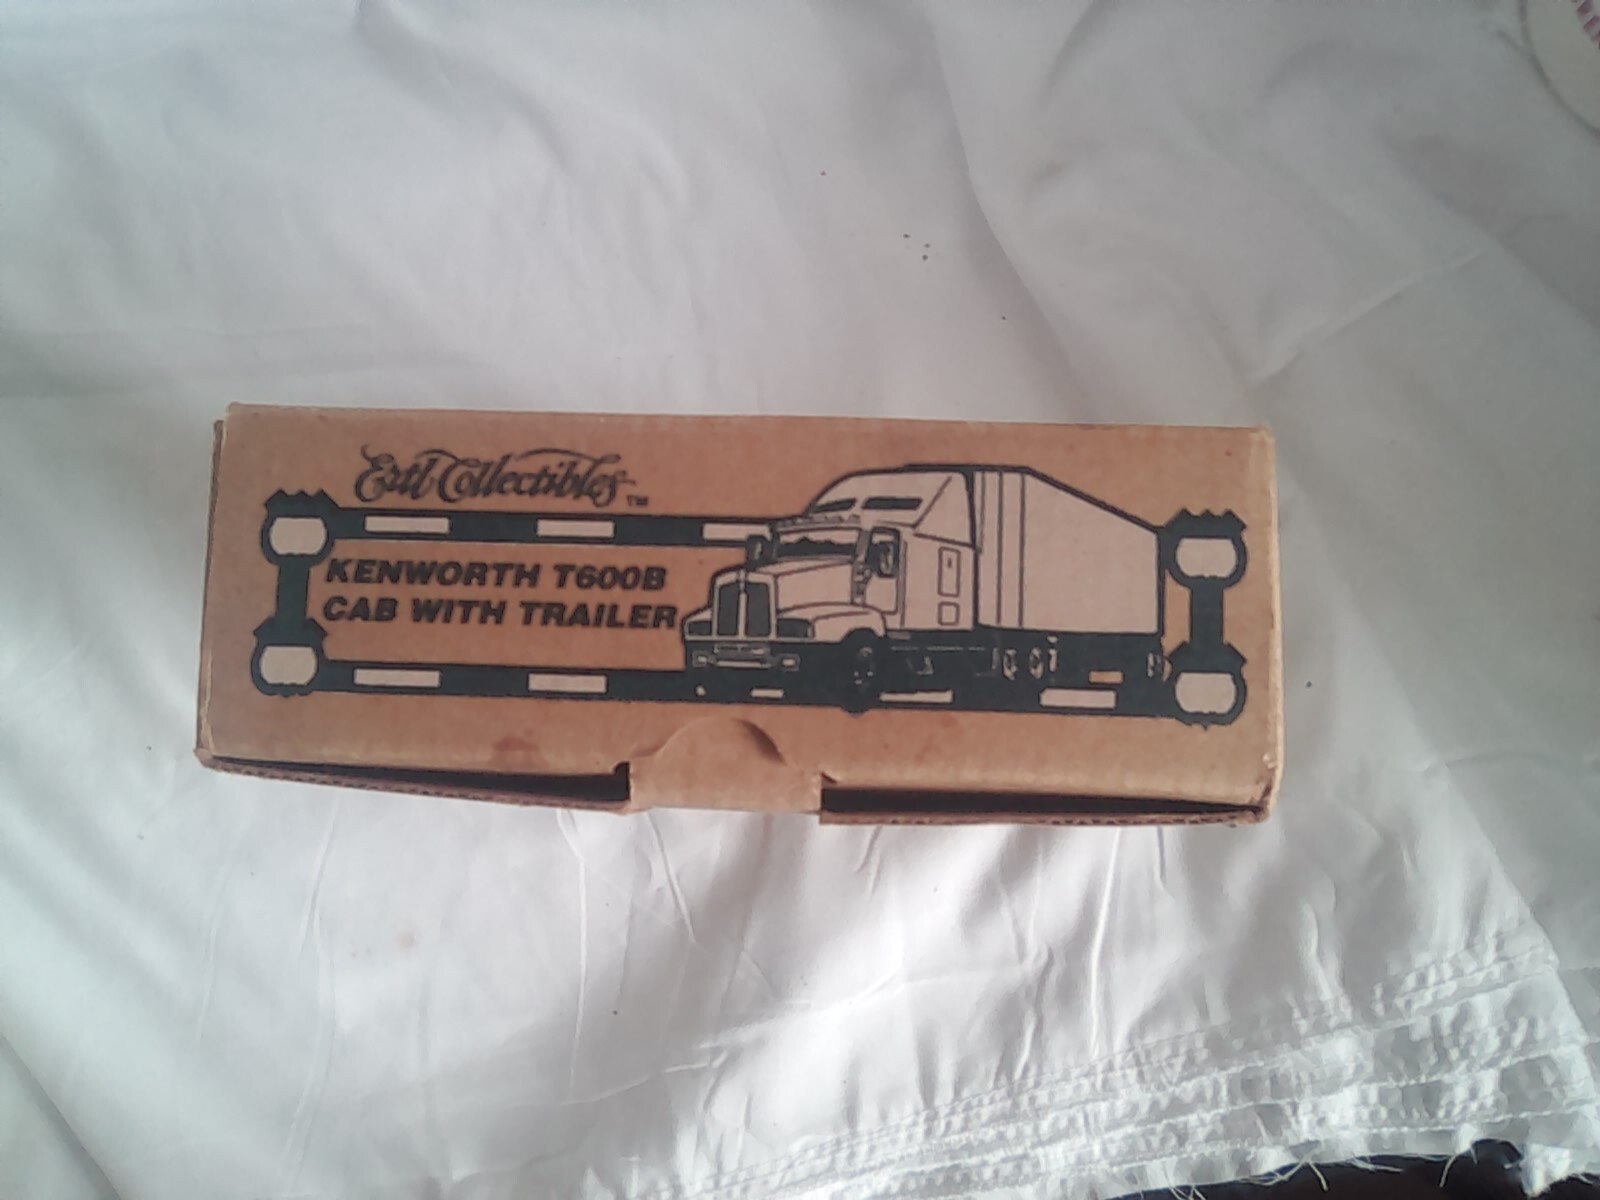 Ertl Collectibles™
KENWORTH T600B
CAB WITH TRAILER